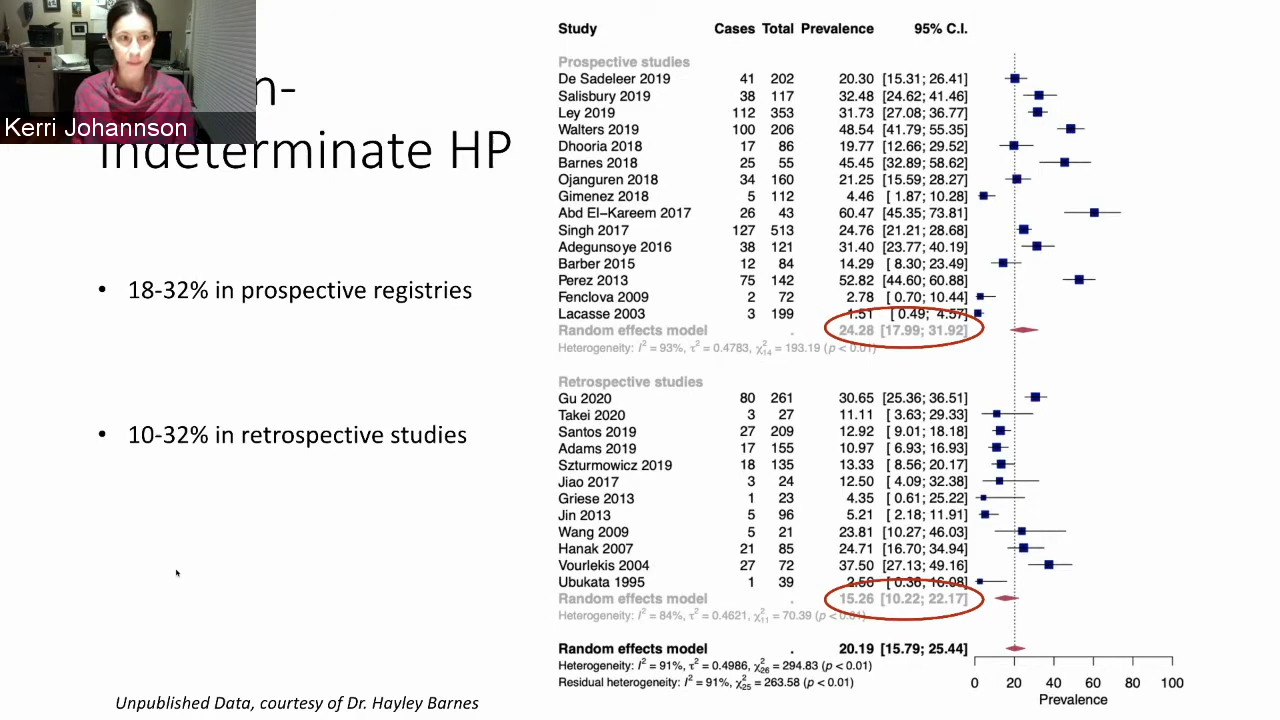 Kerri Johannson
n-
indeterminate HP
• 18-32% in prospective registries
• 10-32% in retrospective studies
Unpublished Data, courtesy of Dr. Hayley Barnes
Study Cases Total Prevalence 95% C.I.
Prospective studies
De Sadeleer 2019 41 202 20.30 [15.31; 26.41]
Salisbury 2019 38 117 32.48 [24.62; 41.46]
Ley 2019 112 353 31.73 [27.08; 36.77]
Walters 2019 100 206 48.54 [41.79; 55.35]
Dhooria 2018 17 86 19.77 [12.66; 29.52]
Barnes 2018 25 55 45.45 [32.89; 58.62]
Ojanguren 2018 34 160 21.25 [15.59; 28.27]
Gimenez 2018 5 112 4.46 [ 1.87; 10.28]
Abd El−Kareem 2017 26 43 60.47 [45.35; 73.81]
Singh 2017 127 513 24.76 [21.21; 28.68]
Adegunsoye 2016 38 121 31.40 [23.77; 40.19]
Barber 2015 12 84 14.29 [ 8.30; 23.49]
Perez 2013 75 142 52.82 [44.60; 60.88]
Fenclova 2009 2 72 2.78 [ 0.70; 10.44]
Lacasse 2003 3 199 1.51 [ 0.49; 4.57]
Random effects model . 24.28 [17.99; 31.92]
Heterogeneity: I² = 93%, τ² = 0.4783, χ²₁₄ = 193.19 (p < 0.01)
Retrospective studies
Gu 2020 80 261 30.65 [25.36; 36.51]
Takei 2020 3 27 11.11 [ 3.63; 29.33]
Santos 2019 27 209 12.92 [ 9.01; 18.18]
Adams 2019 17 155 10.97 [ 6.93; 16.93]
Szturmowicz 2019 18 135 13.33 [ 8.56; 20.17]
Jiao 2017 3 24 12.50 [ 4.09; 32.38]
Griese 2013 1 23 4.35 [ 0.61; 25.22]
Jin 2013 5 96 5.21 [ 2.18; 11.91]
Wang 2009 5 21 23.81 [10.27; 46.03]
Hanak 2007 21 85 24.71 [16.70; 34.94]
Vourlekis 2004 27 72 37.50 [27.13; 49.16]
Ubukata 1995 1 39 2.56 [ 0.36; 16.08]
Random effects model . 15.26 [10.22; 22.17]
Heterogeneity: I² = 84%, τ² = 0.4621, χ²₁₁ = 70.39 (p < 0.01)
Random effects model . 20.19 [15.79; 25.44]
Heterogeneity: I² = 91%, τ² = 0.4986, χ²₂₆ = 294.83 (p < 0.01)
Residual heterogeneity: I² = 91%, χ²₂₅ = 263.58 (p < 0.01)
0 20 40 60 80 100
Prevalence